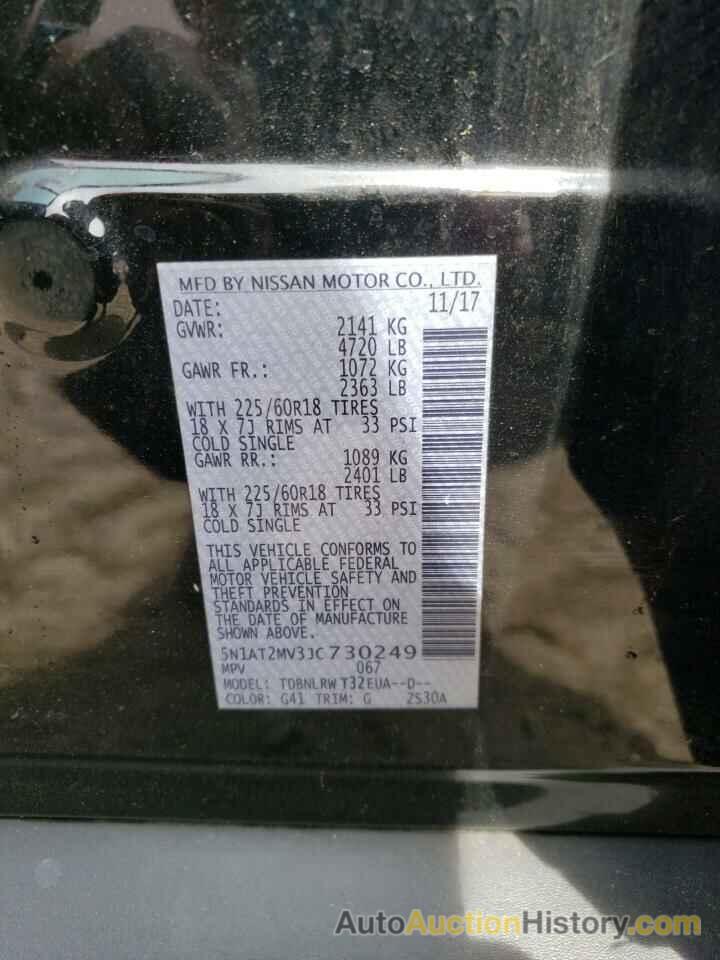 MFD BY NISSAN MOTOR CO., LTD.
DATE: 11/17
GVWR: 2141 KG
4720 LB
GAWR FR.: 1072 KG
2363 LB
WITH 225/60R18 TIRES
18 X 7J RIMS AT 33 PSI
COLD SINGLE
GAWR RR.: 1089 KG
2401 LB
WITH 225/60R18 TIRES
18 X 7J RIMS AT 33 PSI
COLD SINGLE
THIS VEHICLE CONFORMS TO
ALL APPLICABLE FEDERAL
MOTOR VEHICLE SAFETY AND
THEFT PREVENTION
STANDARDS IN EFFECT ON
THE DATE OF MANUFACTURE
SHOWN ABOVE.
5N1AT2MV3JC730249
MPV 067
MODEL: TDBNLRW T32EUA--D--
COLOR: G41 TRIM: G 2S30A
AutoAuctionHistory.com